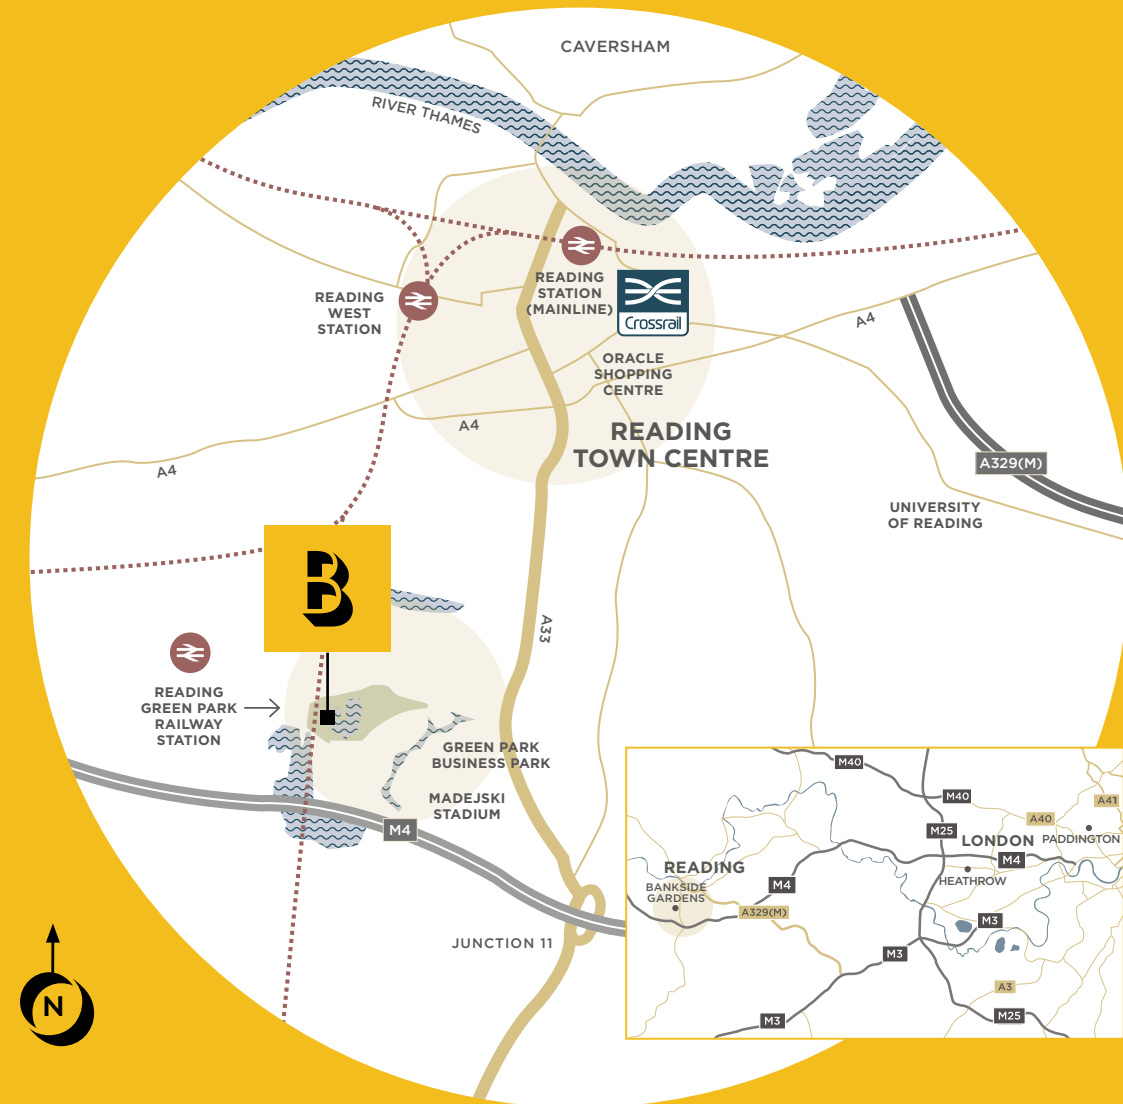 CAVERSHAM
RIVER THAMES
READING
STATION
(MAINLINE)
READING
WEST
STATION
Crossrail
A4
ORACLE
SHOPPING
CENTRE
A4
READING
TOWN CENTRE
A4
A329(M)
UNIVERSITY
OF READING
B
A33
READING
GREEN PARK
RAILWAY
STATION
GREEN PARK
BUSINESS PARK
MADEJSKI
STADIUM
M4
JUNCTION 11
N
M40
M40
A41
A40
M25
LONDON
PADDINGTON
M4
READING
HEATHROW
M4
BANKSIDE
GARDENS
A329(M)
M3
M3
A3
M3
M25